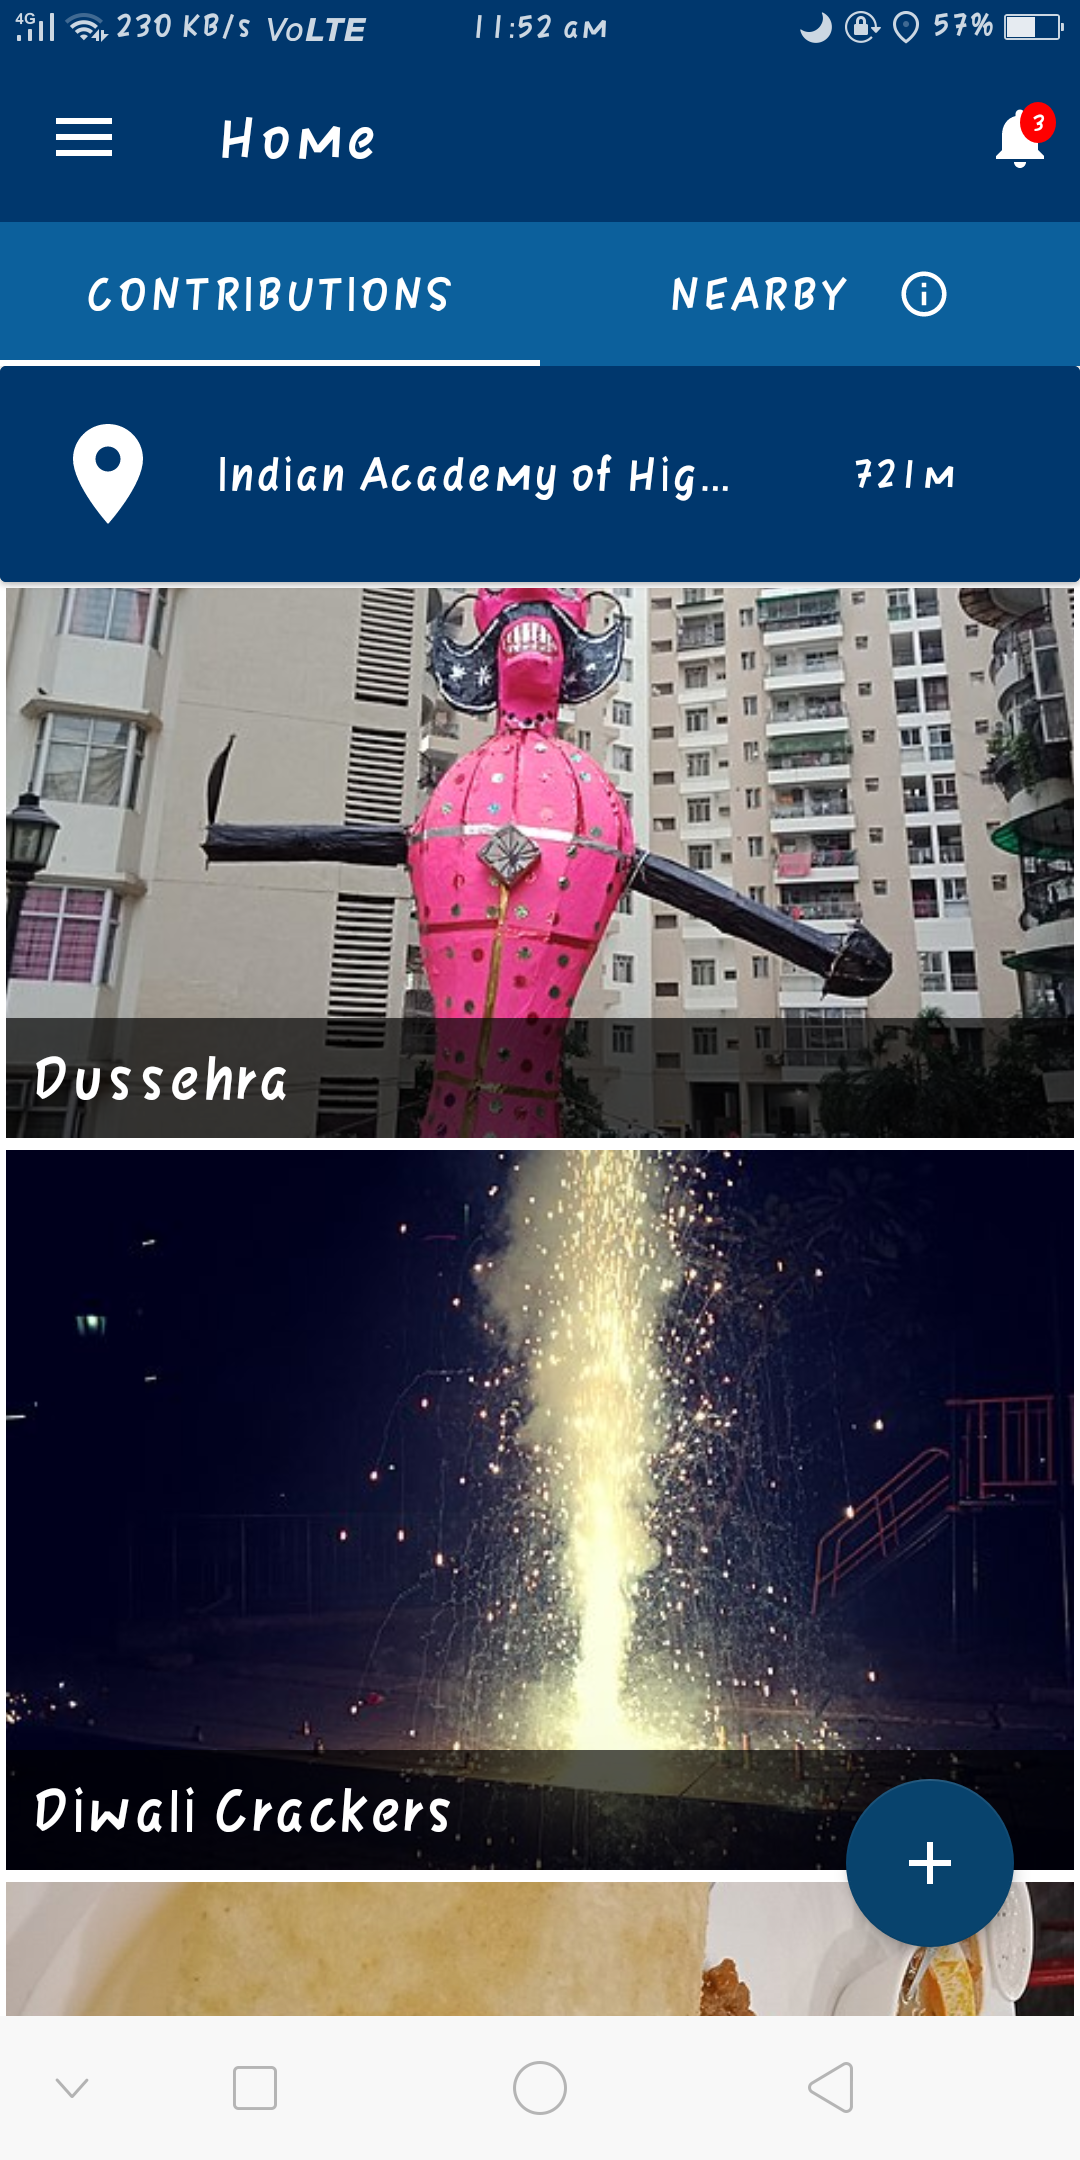 4G 230 KB/s VoLTE 11:52 am 57%
Home 3
CONTRIBUTIONS NEARBY
Indian Academy of Hig... 721m
Dussehra
Diwali Crackers